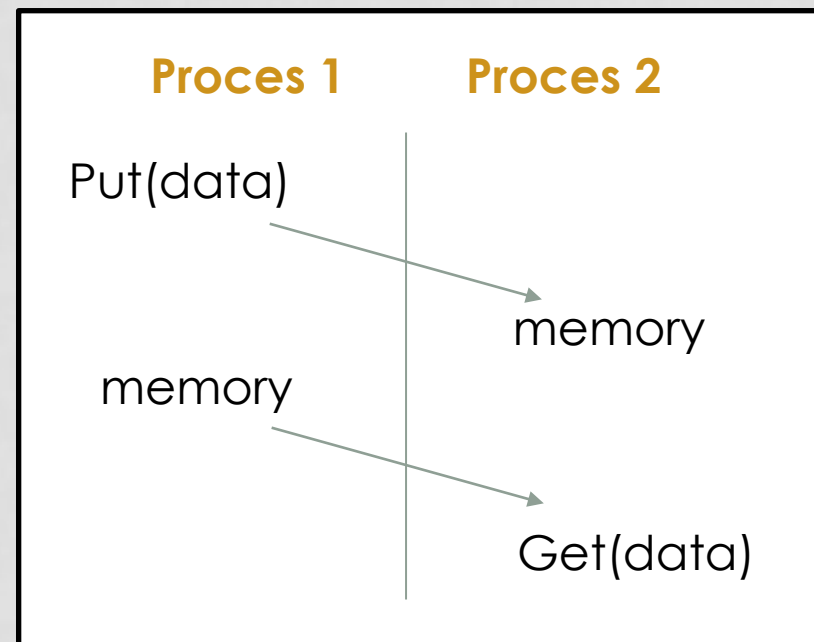 Proces 1 Proces 2
Put(data)
memory
memory
Get(data)